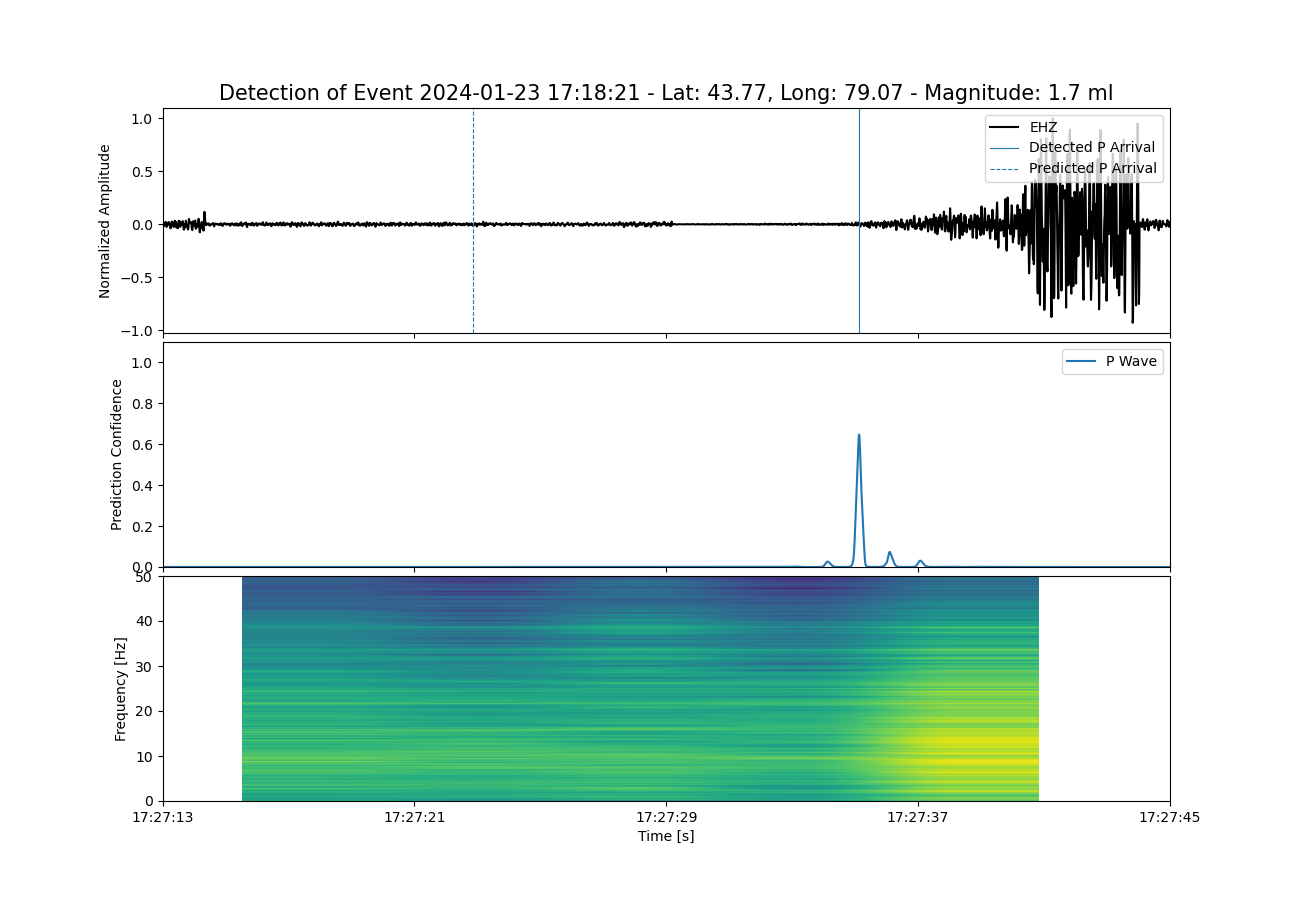 Detection of Event 2024-01-23 17:18:21 - Lat: 43.77, Long: 79.07 - Magnitude: 1.7 ml
1.0
0.5
0.0
−0.5
−1.0
Normalized Amplitude
EHZ
Detected P Arrival
Predicted P Arrival
1.0
0.8
0.6
0.4
0.2
0.0
Prediction Confidence
P Wave
50
40
30
20
10
0
Frequency [Hz]
17:27:13 17:27:21 17:27:29 17:27:37 17:27:45
Time [s]